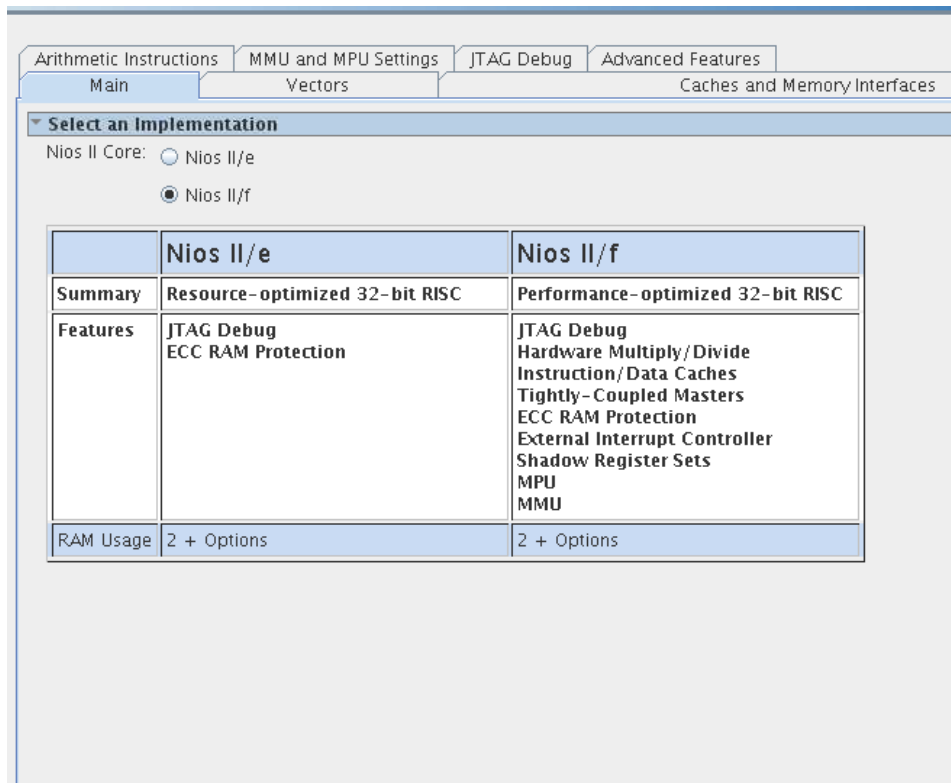 Arithmetic Instructions MMU and MPU Settings JTAG Debug Advanced Features
Main Vectors Caches and Memory Interfaces
Select an Implementation
Nios II Core: Nios II/e
Nios II/f
Nios II/e Nios II/f
Summary Resource-optimized 32-bit RISC Performance-optimized 32-bit RISC
Features JTAG Debug JTAG Debug
ECC RAM Protection Hardware Multiply/Divide
Instruction/Data Caches
Tightly-Coupled Masters
ECC RAM Protection
External Interrupt Controller
Shadow Register Sets
MPU
MMU
RAM Usage 2 + Options 2 + Options